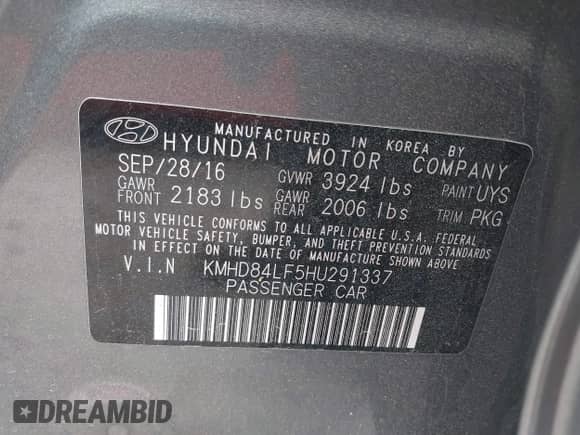 MANUFACTURED IN KOREA BY
HYUNDAI MOTOR COMPANY
SEP/28/16 GVWR 3924 lbs PAINT UYS
GAWR FRONT 2183 lbs GAWR REAR 2006 lbs TRIM PKG
THIS VEHICLE CONFORMS TO ALL APPLICABLE U.S.A. FEDERAL
MOTOR VEHICLE SAFETY, BUMPER, AND THEFT PREVENTION STANDARDS
IN EFFECT ON THE DATE OF MANUFACTURE SHOWN ABOVE.
V.I.N KMHD84LF5HU291337
PASSENGER CAR
DREAMBID